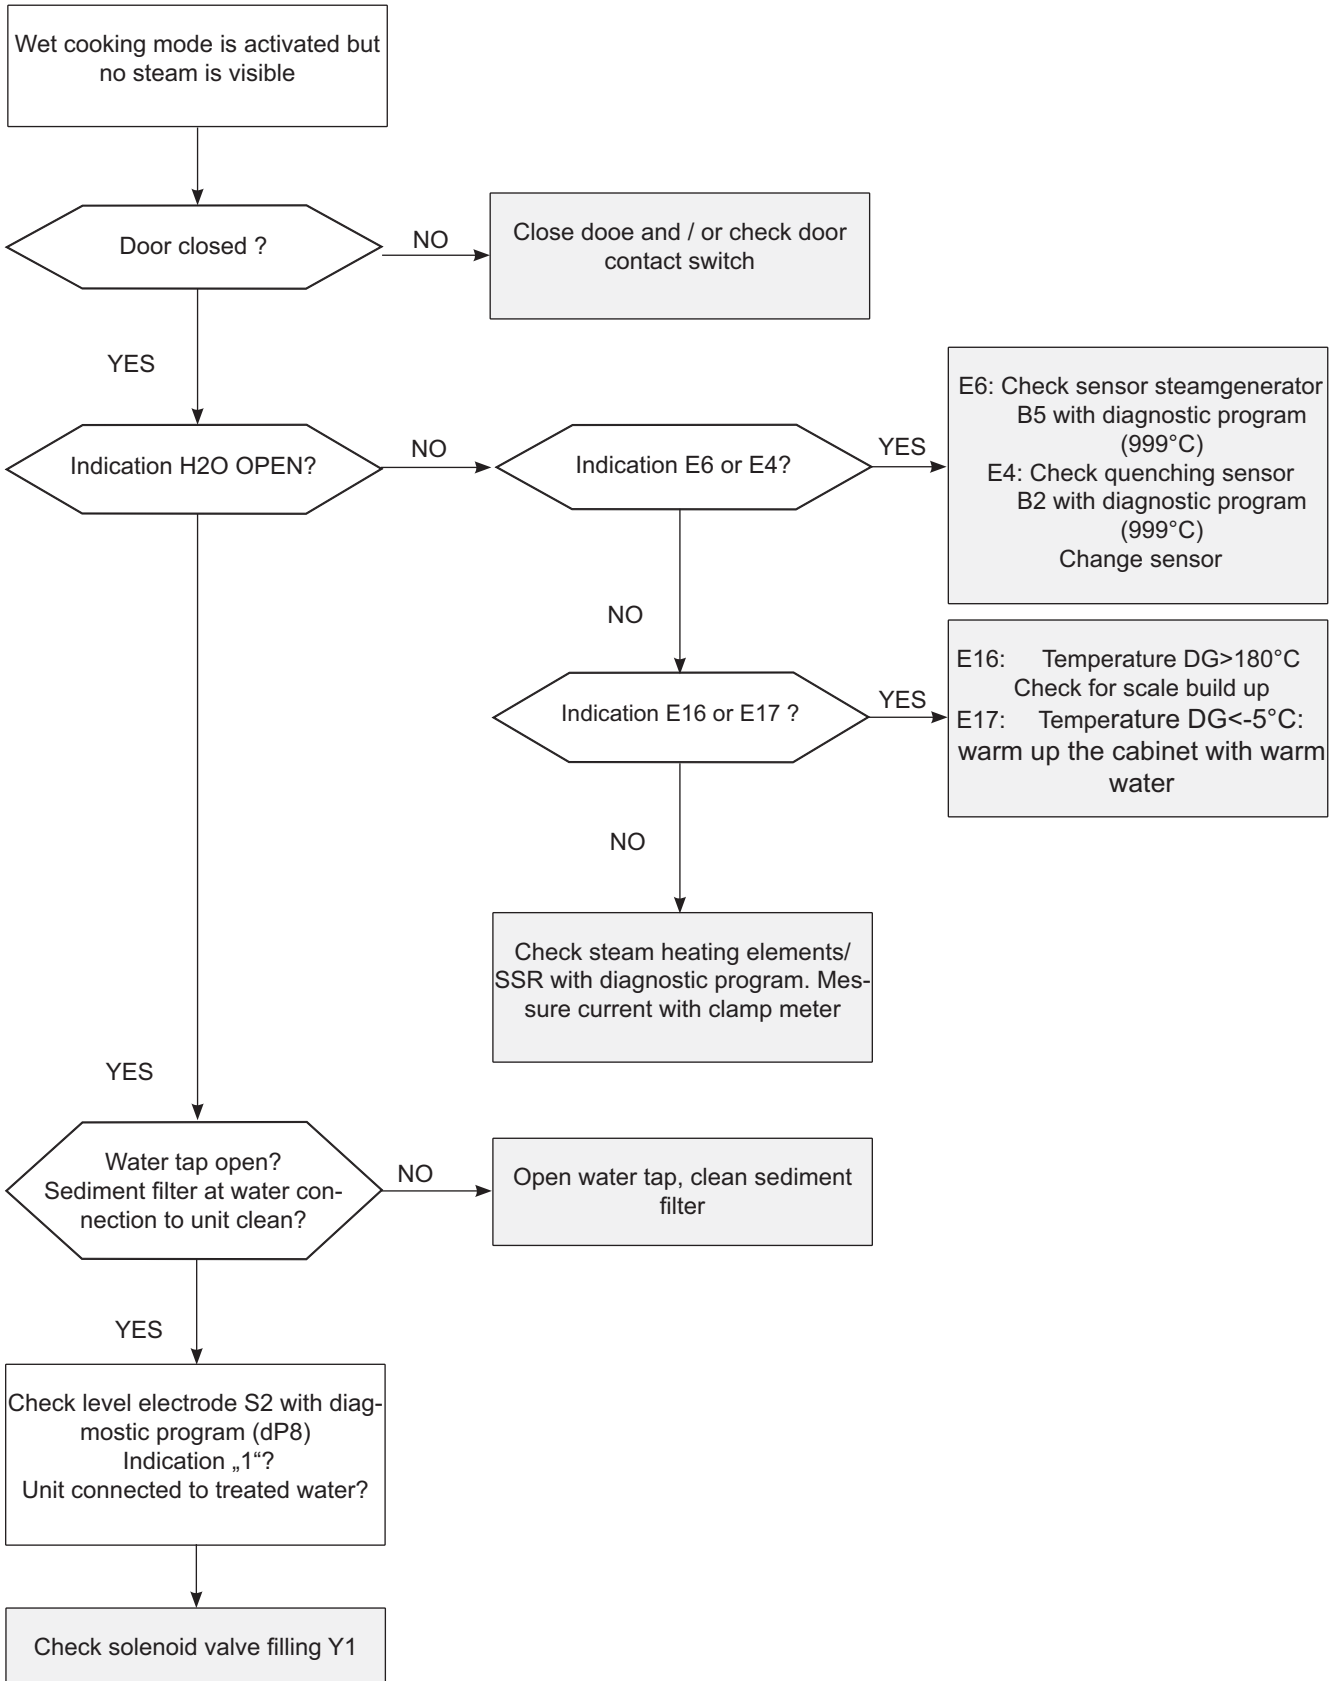 Wet cooking mode is activated but
no steam is visible
Door closed ?
NO
Close dooe and / or check door
contact switch
YES
Indication H2O OPEN?
NO
Indication E6 or E4?
YES
E6: Check sensor steamgenerator
B5 with diagnostic program
(999°C)
E4: Check quenching sensor
B2 with diagnostic program
(999°C)
Change sensor
NO
Indication E16 or E17 ?
YES
E16: Temperature DG>180°C
Check for scale build up
E17: Temperature DG<-5°C:
warm up the cabinet with warm
water
NO
Check steam heating elements/
SSR with diagnostic program. Mes-
sure current with clamp meter
YES
Water tap open?
Sediment filter at water con-
nection to unit clean?
NO
Open water tap, clean sediment
filter
YES
Check level electrode S2 with diag-
mostic program (dP8)
Indication „1“?
Unit connected to treated water?
Check solenoid valve filling Y1